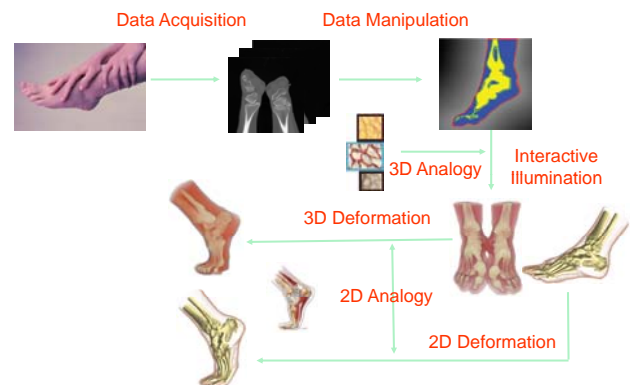 Data Acquisition
Data Manipulation
3D Analogy
Interactive
Illumination
3D Deformation
2D Analogy
2D Deformation